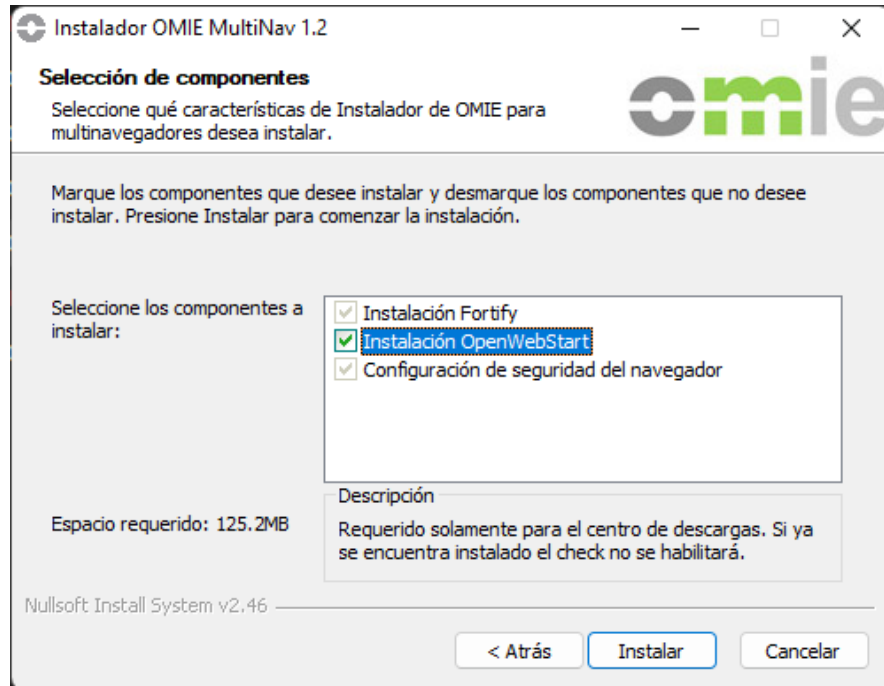 Instalador OMIE MultiNav 1.2
Selección de componentes
Seleccione qué características de Instalador de OMIE para
multinavegadores desea instalar.
omie
Marque los componentes que desee instalar y desmarque los componentes que no desee
instalar. Presione Instalar para comenzar la instalación.
Seleccione los componentes a
instalar:
Instalación Fortify
Instalación OpenWebStart
Configuración de seguridad del navegador
Espacio requerido: 125.2MB
Descripción
Requerido solamente para el centro de descargas. Si ya
se encuentra instalado el check no se habilitará.
Nullsoft Install System v2.46
< Atrás
Instalar
Cancelar